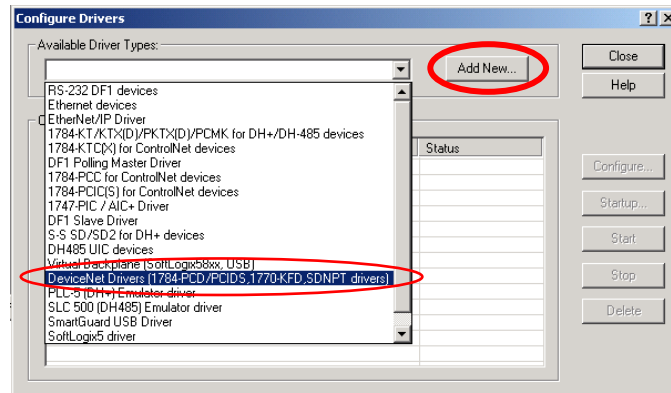 Configure Drivers
Available Driver Types:
Add New...
Close
Help
RS-232 DF1 devices
Ethernet devices
EtherNet/IP Driver
1784-KT/KTX(D)/PKTX(D)/PCMK for DH+/DH-485 devices
1784-KTC(X) for ControlNet devices
DF1 Polling Master Driver
1784-PCC for ControlNet devices
1784-PCIC(S) for ControlNet devices
1747-PIC / AIC+ Driver
DF1 Slave Driver
S-S SD/SD2 for DH+ devices
DH485 UIC devices
Virtual Backplane (SoftLogix58xx, USB)
DeviceNet Drivers (1784-PCD/PCIDS,1770-KFD,SDNPT drivers)
PLC-5 (DH+) Emulator driver
SLC 500 (DH485) Emulator driver
SmartGuard USB Driver
SoftLogix5 driver
Status
Configure...
Startup...
Start
Stop
Delete